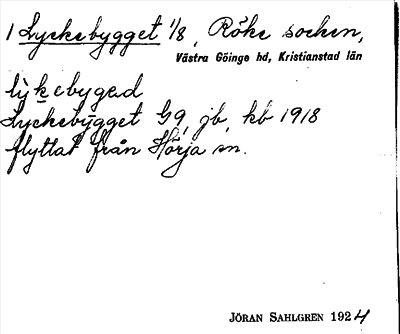 1 Lyckebygget 1/8, Röke socken,
Västra Göinge hd, Kristianstad län
lykebygad
Lyckebygget G9, jb, kb 1918
flyttat från Hörja sn.
JÖRAN SAHLGREN 1924